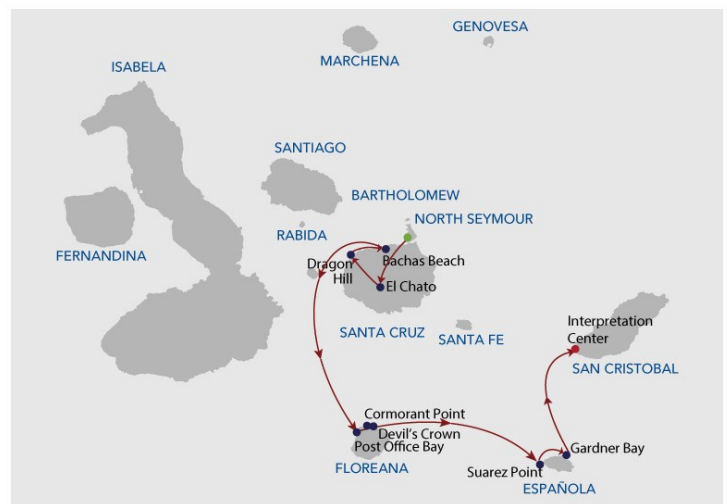 GENOVESA
MARCHENA
ISABELA
SANTIAGO
BARTHOLOMEW
NORTH SEYMOUR
RABIDA
FERNANDINA
Dragon
Hill
Bachas Beach
El Chato
SANTA CRUZ
SANTA FE
Interpretation
Center
SAN CRISTOBAL
Cormorant Point
Devil's Crown
Post Office Bay
FLOREANA
Gardner Bay
Suarez Point
ESPAÑOLA